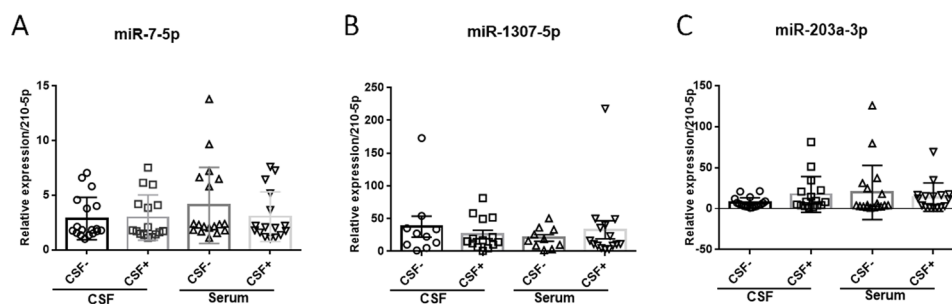 A
miR-7-5p
Relative expression/210-5p
15
10
5
0
CSF-
CSF+
CSF-
CSF+
CSF
Serum
B
miR-1307-5p
Relative expression/210-5p
250
200
150
100
50
0
CSF-
CSF+
CSF-
CSF+
CSF
Serum
C
miR-203a-3p
Relative expression/210-5p
150
100
50
0
-50
CSF-
CSF+
CSF-
CSF+
CSF
Serum